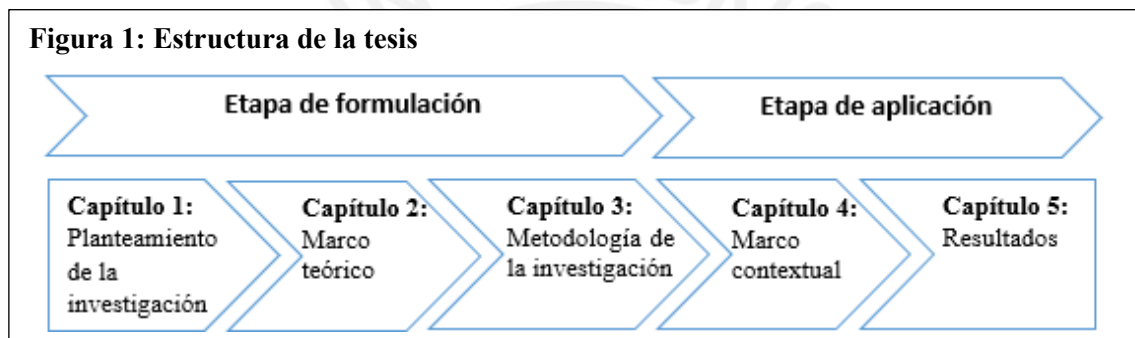 Figura 1: Estructura de la tesis
Etapa de formulación
Etapa de aplicación
Capítulo 1:
Planteamiento
de la
investigación
Capítulo 2:
Marco
teórico
Capítulo 3:
Metodología de
la investigación
Capítulo 4:
Marco
contextual
Capítulo 5:
Resultados